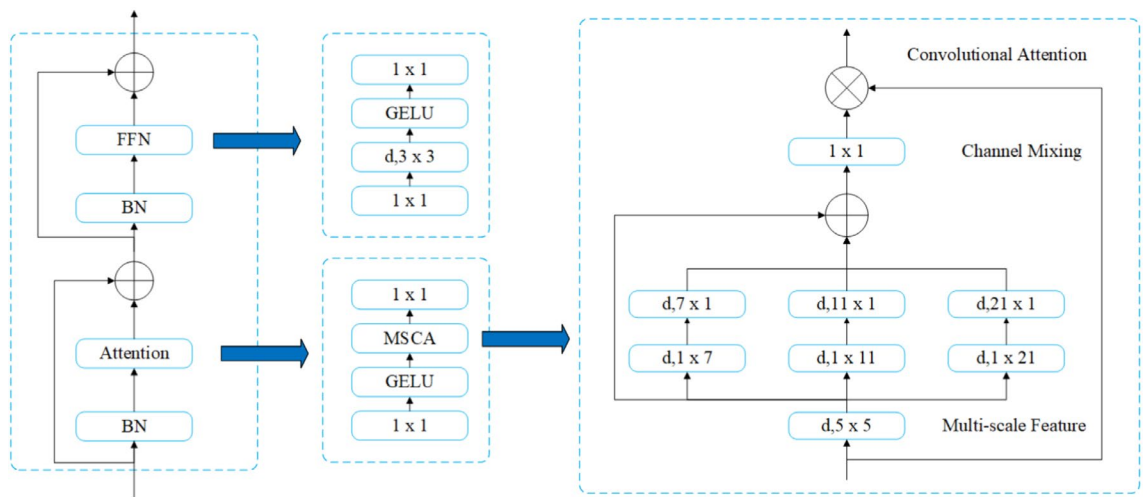 FFN
BN
Attention
BN
1 x 1
GELU
d,3 x 3
1 x 1
1 x 1
MSCA
GELU
1 x 1
Convolutional Attention
1 x 1
Channel Mixing
d,7 x 1
d,11 x 1
d,21 x 1
d,1 x 7
d,1 x 11
d,1 x 21
d,5 x 5
Multi-scale Feature